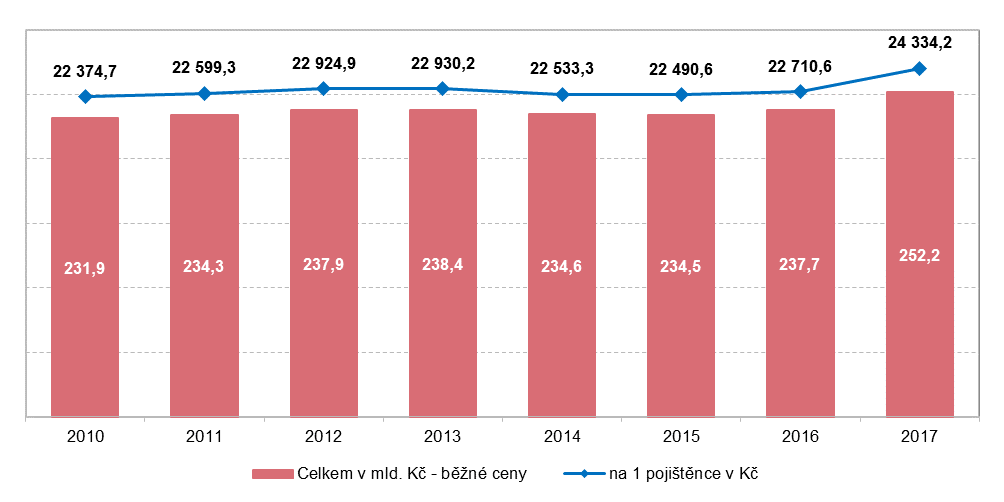 22 374,7 22 599,3 22 924,9 22 930,2 22 533,3 22 490,6 22 710,6 24 334,2
231,9 234,3 237,9 238,4 234,6 234,5 237,7 252,2
2010 2011 2012 2013 2014 2015 2016 2017
Celkem v mld. Kč - běžné ceny na 1 pojištěnce v Kč